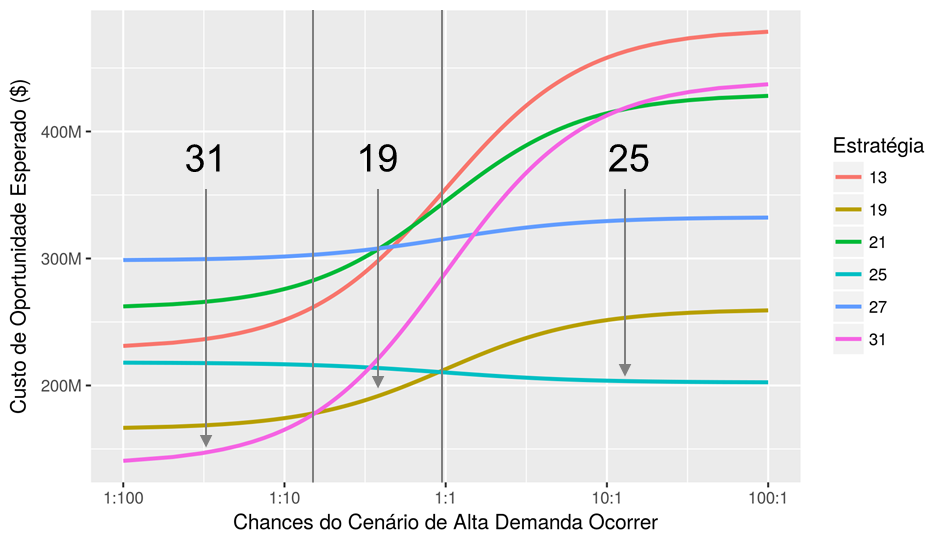 Custo de Oportunidade Esperado ($)
400M
300M
200M
31
19
25
1:100
1:10
1:1
10:1
100:1
Chances do Cenário de Alta Demanda Ocorrer
Estratégia
13
19
21
25
27
31